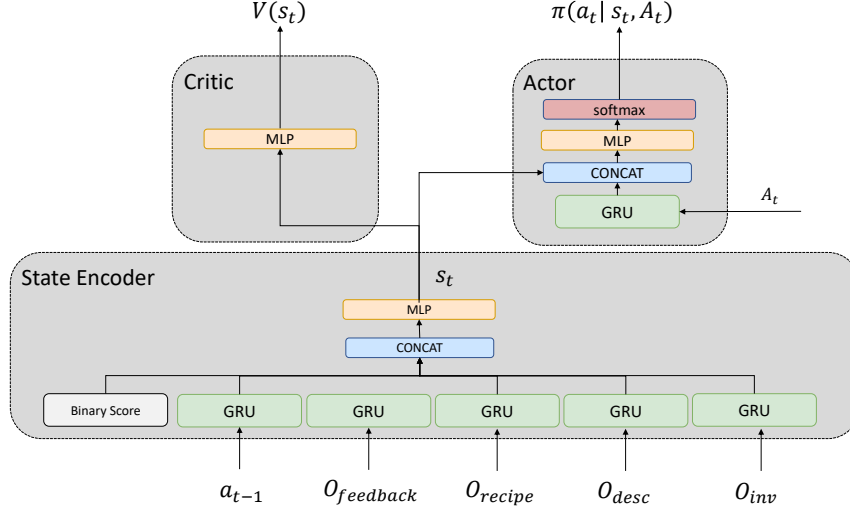 V(s_t)
π(a_t| s_t, A_t)
Critic
Actor
softmax
MLP
MLP
CONCAT
GRU
A_t
State Encoder
s_t
MLP
CONCAT
Binary Score
GRU
GRU
GRU
GRU
GRU
a_{t−1}
O_{feedback}
O_{recipe}
O_{desc}
O_{inv}